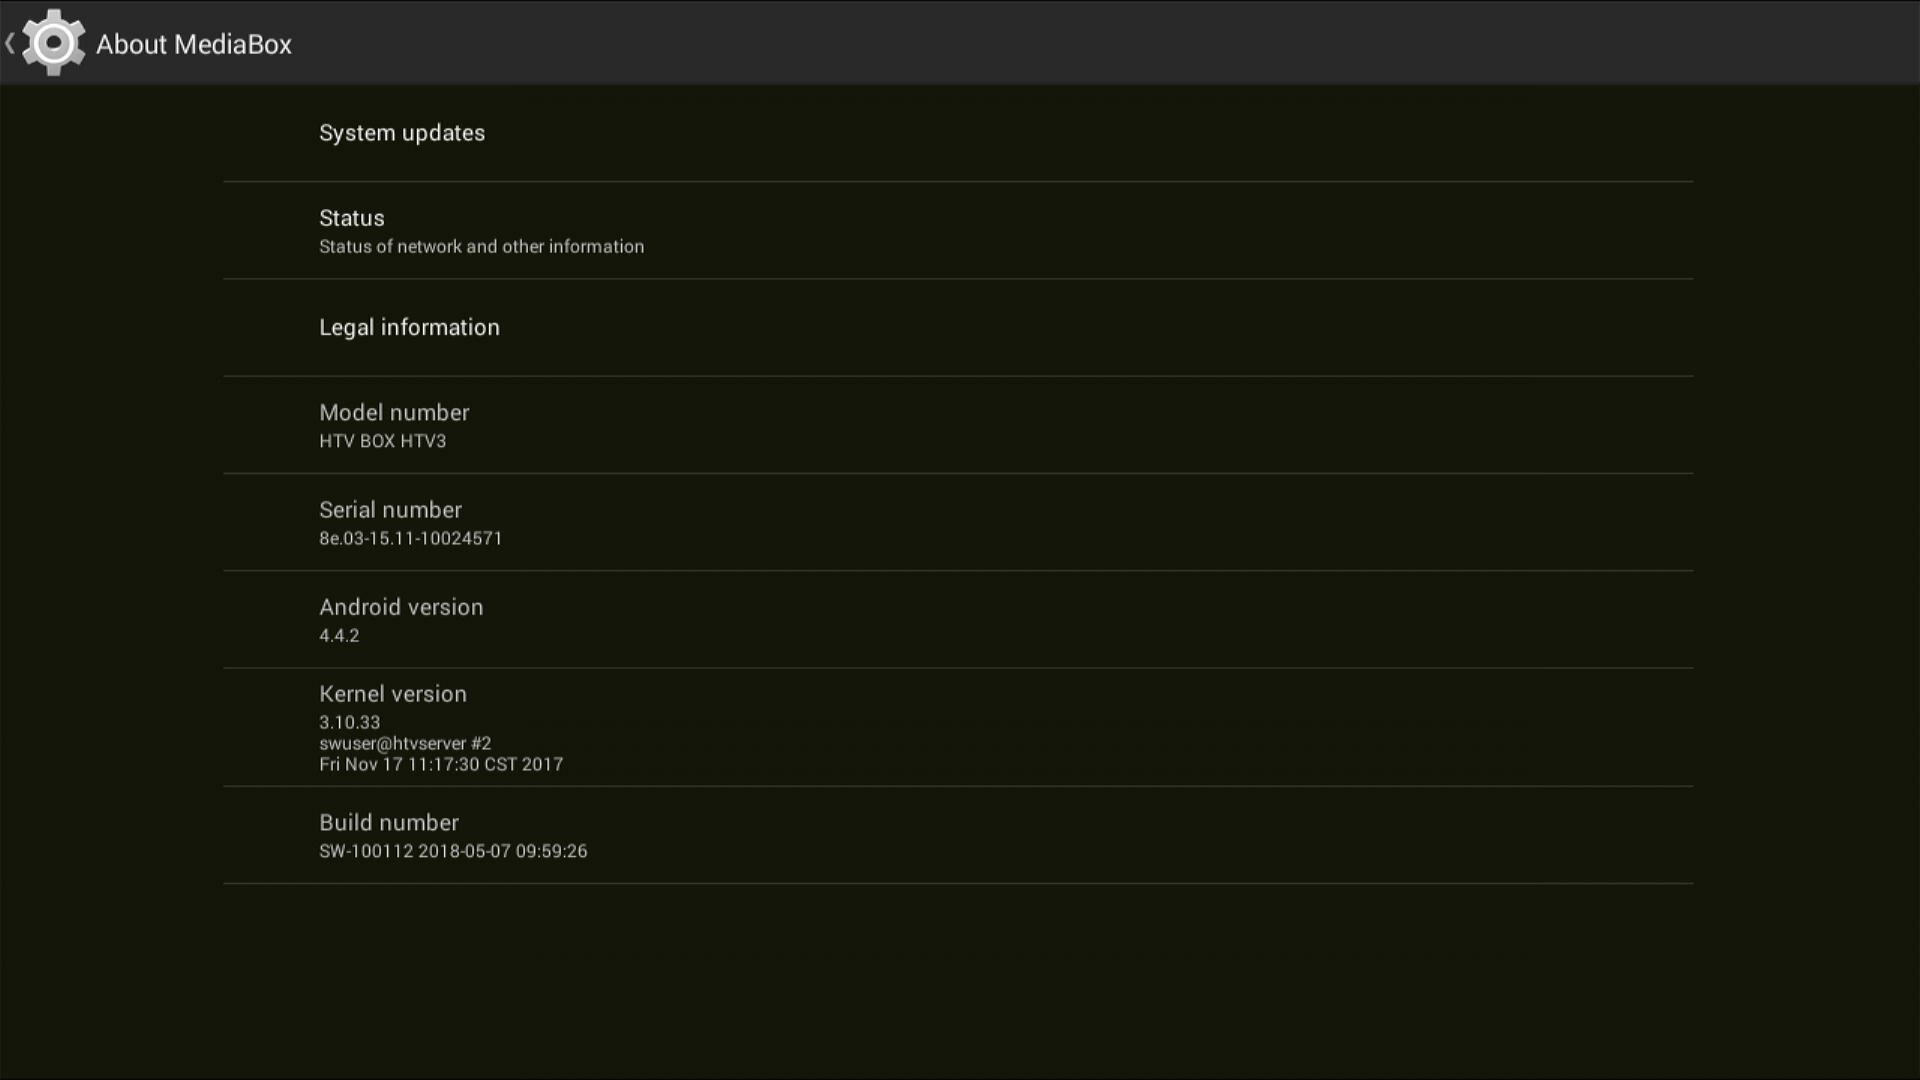 About MediaBox
System updates
Status
Status of network and other information
Legal information
Model number
HTV BOX HTV3
Serial number
8e.03-15.11-10024571
Android version
4.4.2
Kernel version
3.10.33
swuser@htvserver #2
Fri Nov 17 11:17:30 CST 2017
Build number
SW-100112 2018-05-07 09:59:26